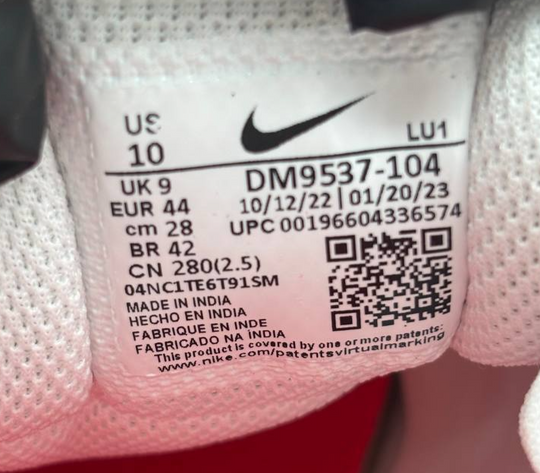 US
10
LU1
UK 9
EUR 44
cm 28
BR 42
CN 280(2.5)
DM9537-104
10/12/22 | 01/20/23
UPC 00196604336574
04NC1TE6T91SM
MADE IN INDIA
HECHO EN INDIA
FABRIQUE EN INDE
FABRICADO NA INDIA
This product is covered by one or more patents:
www.nike.com/patentsvirtualmarking